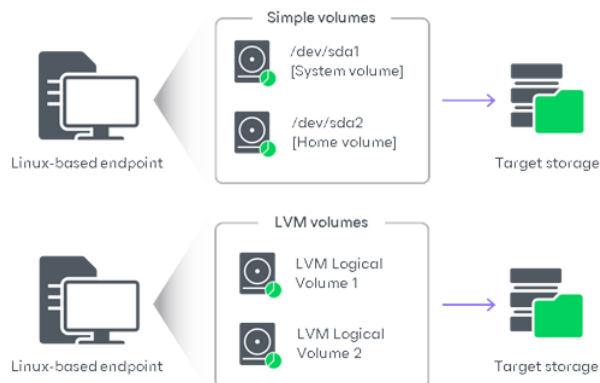 Simple volumes
/dev/sda1
[System volume]
/dev/sda2
[Home volume]
Linux-based endpoint
Target storage
LVM volumes
LVM Logical
Volume 1
LVM Logical
Volume 2
Linux-based endpoint
Target storage